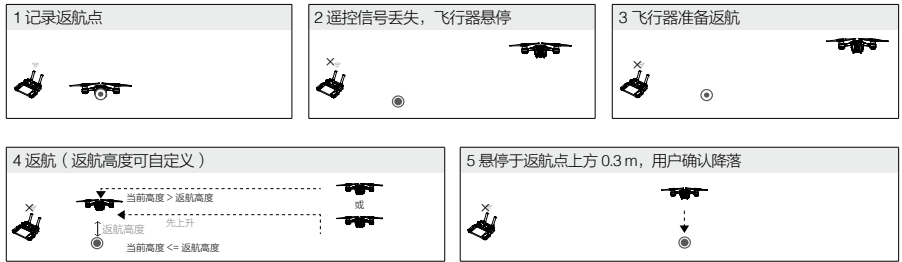 1 记录返航点
2 遥控信号丢失，飞行器悬停
3 飞行器准备返航
4 返航（返航高度可自定义）
当前高度 > 返航高度
或
先上升
返航高度
当前高度 <= 返航高度
5 悬停于返航点上方 0.3 m，用户确认降落